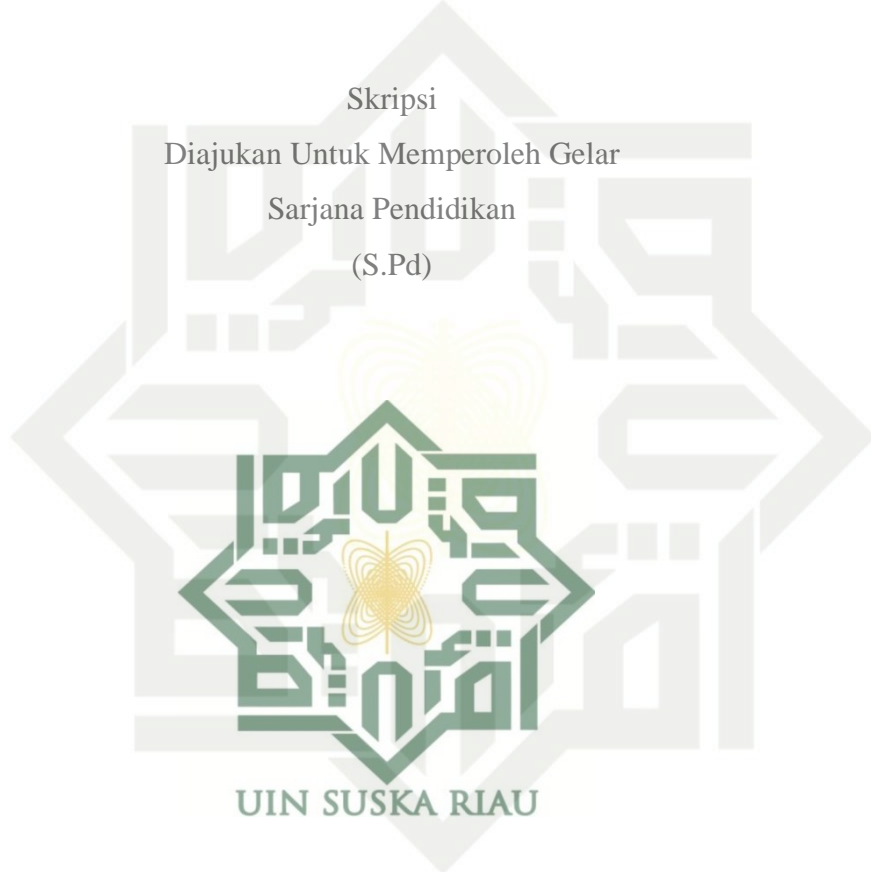 Skripsi
Diajukan Untuk Memperoleh Gelar
Sarjana Pendidikan
(S.Pd)
UIN SUSKA RIAU